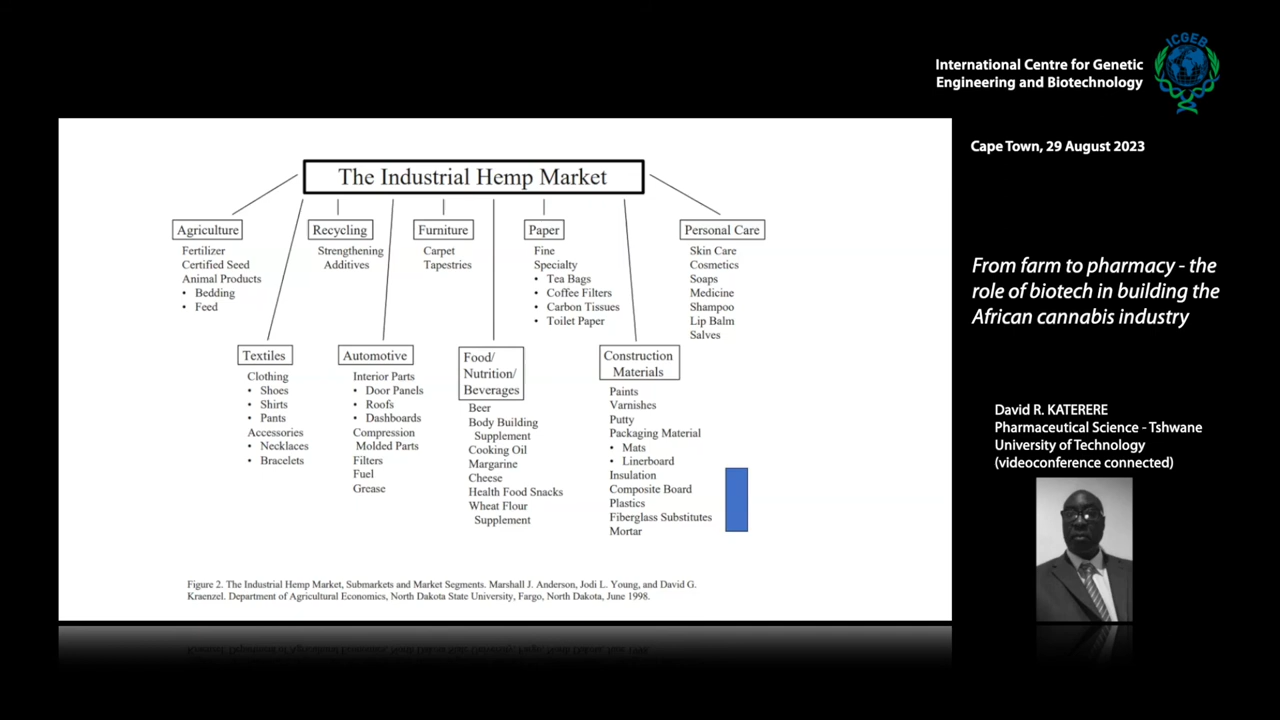 ICGEB
International Centre for Genetic
Engineering and Biotechnology
Cape Town, 29 August 2023
From farm to pharmacy - the
role of biotech in building the
African cannabis industry
David R. KATERERE
Pharmaceutical Science - Tshwane
University of Technology
(videoconference connected)
The Industrial Hemp Market
Agriculture
Fertilizer
Certified Seed
Animal Products
• Bedding
• Feed
Recycling
Strengthening
Additives
Furniture
Carpet
Tapestries
Paper
Fine
Specialty
• Tea Bags
• Coffee Filters
• Carbon Tissues
• Toilet Paper
Personal Care
Skin Care
Cosmetics
Soaps
Medicine
Shampoo
Lip Balm
Salves
Textiles
Clothing
• Shoes
• Shirts
• Pants
Accessories
• Necklaces
• Bracelets
Automotive
Interior Parts
• Door Panels
• Roofs
• Dashboards
Compression
Molded Parts
Filters
Fuel
Grease
Food/
Nutrition/
Beverages
Beer
Body Building
Supplement
Cooking Oil
Margarine
Cheese
Health Food Snacks
Wheat Flour
Supplement
Construction
Materials
Paints
Varnishes
Putty
Packaging Material
• Mats
• Linerboard
Insulation
Composite Board
Plastics
Fiberglass Substitutes
Mortar
Figure 2. The Industrial Hemp Market, Submarkets and Market Segments. Marshall J. Anderson, Jodi L. Young, and David G.
Kraenzel. Department of Agricultural Economics, North Dakota State University, Fargo, North Dakota, June 1998.